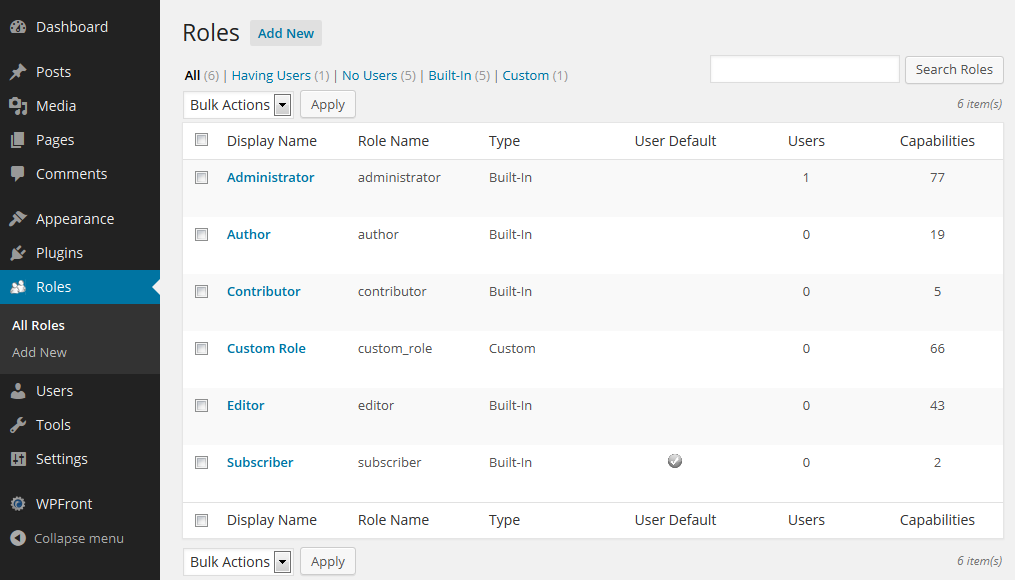 Dashboard
Posts
Media
Pages
Comments
Appearance
Plugins
Roles
All Roles
Add New
Users
Tools
Settings
WPFront
Collapse menu
Roles Add New
All (6) | Having Users (1) | No Users (5) | Built-In (5) | Custom (1)
Search Roles
Bulk Actions Apply 6 item(s)
Display Name Role Name Type User Default Users Capabilities
Administrator administrator Built-In 1 77
Author author Built-In 0 19
Contributor contributor Built-In 0 5
Custom Role custom_role Custom 0 66
Editor editor Built-In 0 43
Subscriber subscriber Built-In 0 2
Display Name Role Name Type User Default Users Capabilities
Bulk Actions Apply 6 item(s)